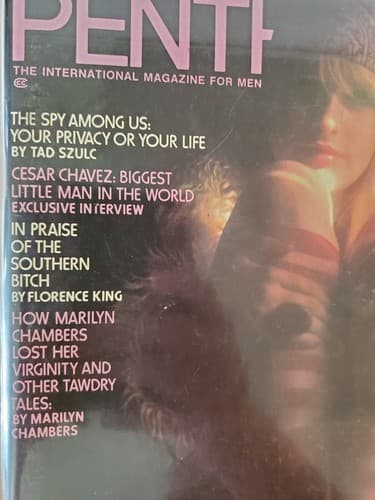 PENTH
THE INTERNATIONAL MAGAZINE FOR MEN
THE SPY AMONG US:
YOUR PRIVACY OR YOUR LIFE
BY TAD SZULC
CESAR CHAVEZ: BIGGEST
LITTLE MAN IN THE WORLD
EXCLUSIVE INTERVIEW
IN PRAISE
OF THE
SOUTHERN
BITCH
BY FLORENCE KING
HOW MARILYN
CHAMBERS
LOST HER
VIRGINITY AND
OTHER TAWDRY
TALES:
BY MARILYN
CHAMBERS